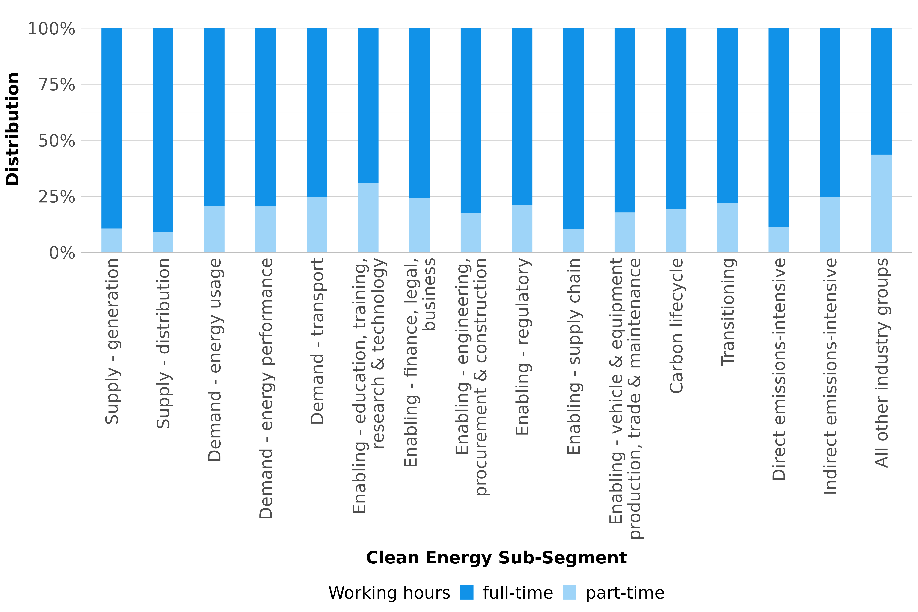 100%
75%
50%
25%
0%
Distribution
Supply - generation
Supply - distribution
Demand - energy usage
Demand - energy performance
Demand - transport
Enabling - education, training,
research & technology
Enabling - finance, legal,
business
Enabling - engineering,
procurement & construction
Enabling - regulatory
Enabling - supply chain
Enabling - vehicle & equipment
production, trade & maintenance
Carbon lifecycle
Transitioning
Direct emissions-intensive
Indirect emissions-intensive
All other industry groups
Clean Energy Sub-Segment
Working hours full-time part-time